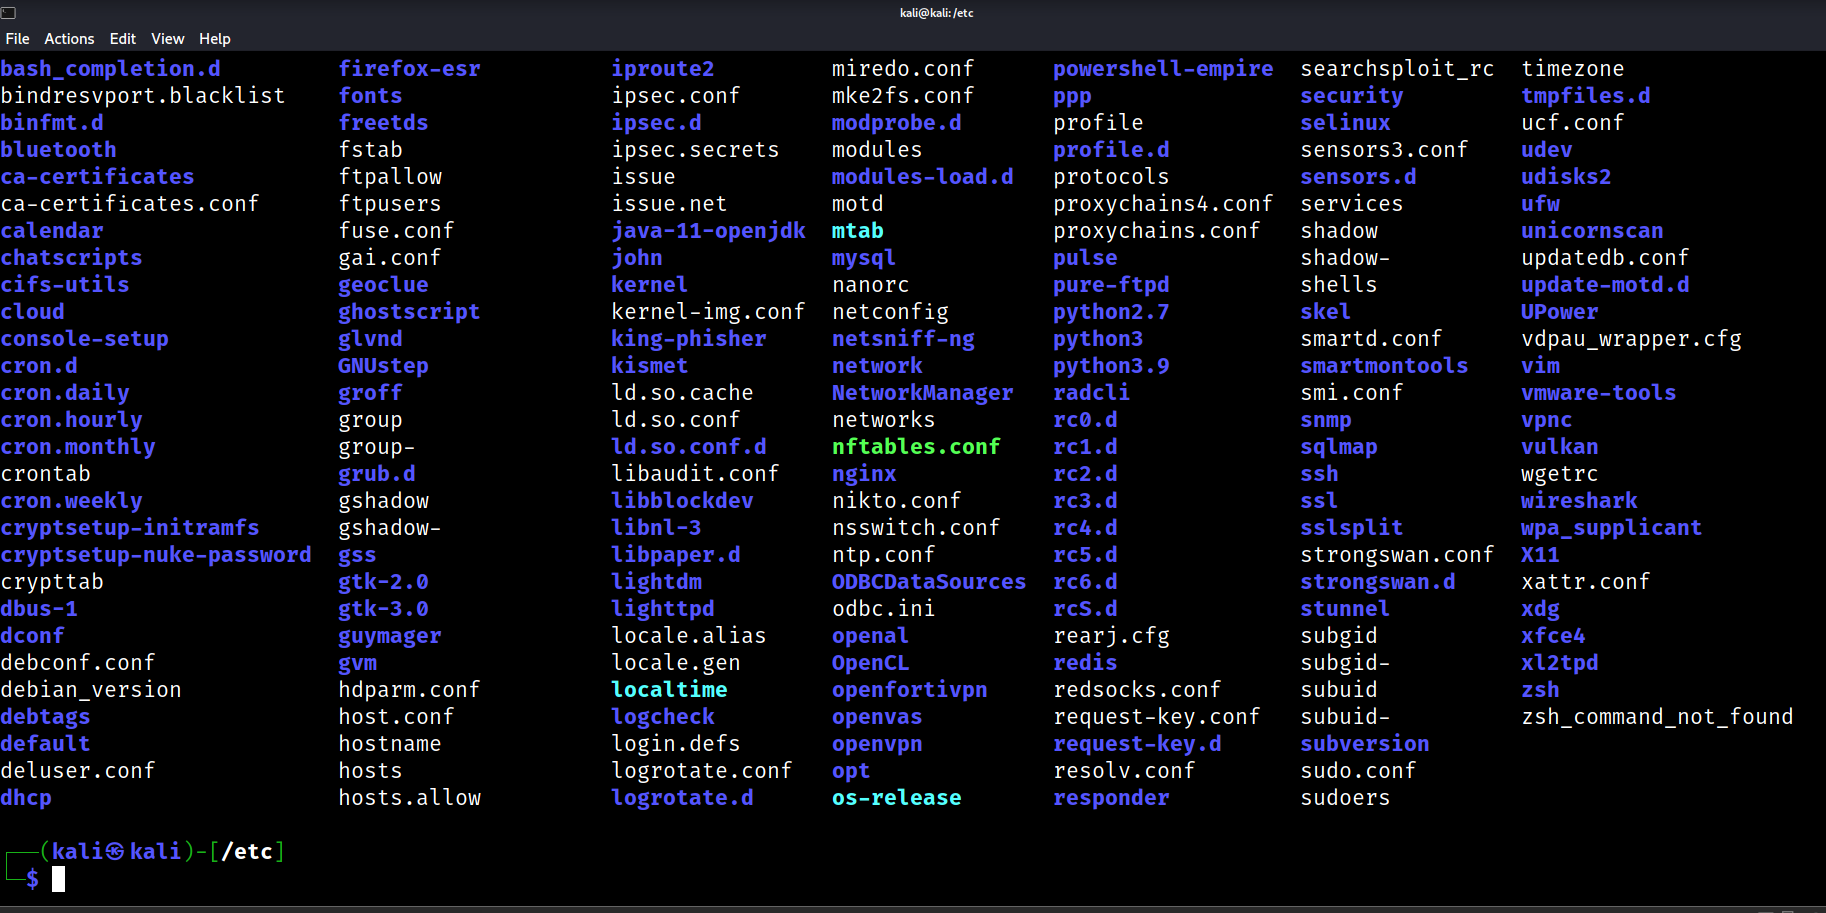 kali@kali: /etc
File Actions Edit View Help
bash_completion.d firefox-esr iproute2 miredo.conf powershell-empire searchsploit_rc timezone
bindresvport.blacklist fonts ipsec.conf mke2fs.conf ppp security tmpfiles.d
binfmt.d freetds ipsec.d modprobe.d profile selinux ucf.conf
bluetooth fstab ipsec.secrets modules profile.d sensors3.conf udev
ca-certificates ftpallow issue modules-load.d protocols sensors.d udisks2
ca-certificates.conf ftpusers issue.net motd proxychains4.conf services ufw
calendar fuse.conf java-11-openjdk mtab proxychains.conf shadow unicornscan
chatscripts gai.conf john mysql pulse shadow- updatedb.conf
cifs-utils geoclue kernel nanorc pure-ftpd shells update-motd.d
cloud ghostscript kernel-img.conf netconfig python2.7 skel UPower
console-setup glvnd king-phisher netsniff-ng python3 smartd.conf vdpau_wrapper.cfg
cron.d GNUstep kismet network python3.9 smartmontools vim
cron.daily groff ld.so.cache NetworkManager radcli smi.conf vmware-tools
cron.hourly group ld.so.conf networks rc0.d snmp vpnc
cron.monthly group- ld.so.conf.d nftables.conf rc1.d sqlmap vulkan
crontab grub.d libaudit.conf nginx rc2.d ssh wgetrc
cron.weekly gshadow libblockdev nikto.conf rc3.d ssl wireshark
cryptsetup-initramfs gshadow- libnl-3 nsswitch.conf rc4.d sslsplit wpa_supplicant
cryptsetup-nuke-password gss libpaper.d ntp.conf rc5.d strongswan.conf X11
crypttab gtk-2.0 lightdm ODBCDataSources rc6.d strongswan.d xattr.conf
dbus-1 gtk-3.0 lighttpd odbc.ini rcS.d stunnel xdg
dconf guymager locale.alias openal rearj.cfg subgid xfce4
debconf.conf gvm locale.gen OpenCL redis subgid- xl2tpd
debian_version hdparm.conf localtime openfortivpn redsocks.conf subuid zsh
debtags host.conf logcheck openvas request-key.conf subuid- zsh_command_not_found
default hostname login.defs openvpn request-key.d subversion
deluser.conf hosts logrotate.conf opt resolv.conf sudo.conf
dhcp hosts.allow logrotate.d os-release responder sudoers
┌──(kali㉿kali)-[/etc]
└─$